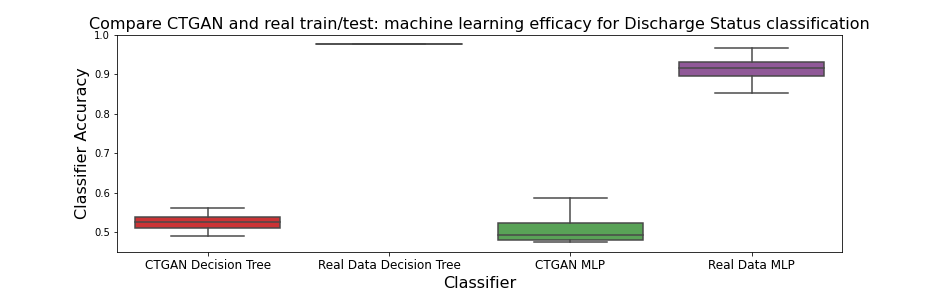 Compare CTGAN and real train/test: machine learning efficacy for Discharge Status classification
1.0
0.9
0.8
0.7
0.6
0.5
Classifier Accuracy
CTGAN Decision Tree
Real Data Decision Tree
CTGAN MLP
Real Data MLP
Classifier